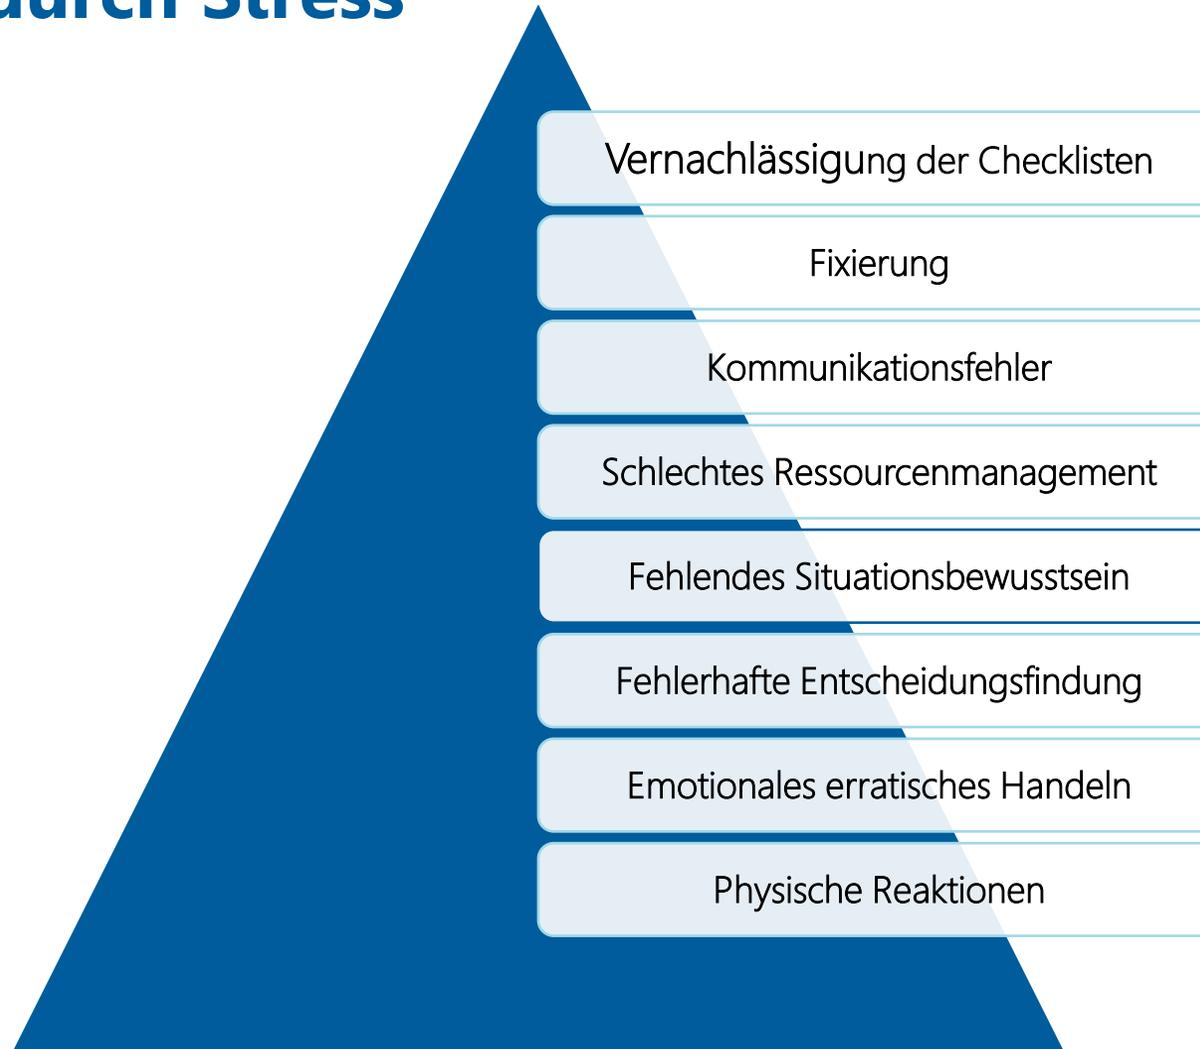 durch Stress
Vernachlässigung der Checklisten
Fixierung
Kommunikationsfehler
Schlechtes Ressourcenmanagement
Fehlendes Situationsbewusstsein
Fehlerhafte Entscheidungsfindung
Emotionales erratisches Handeln
Physische Reaktionen